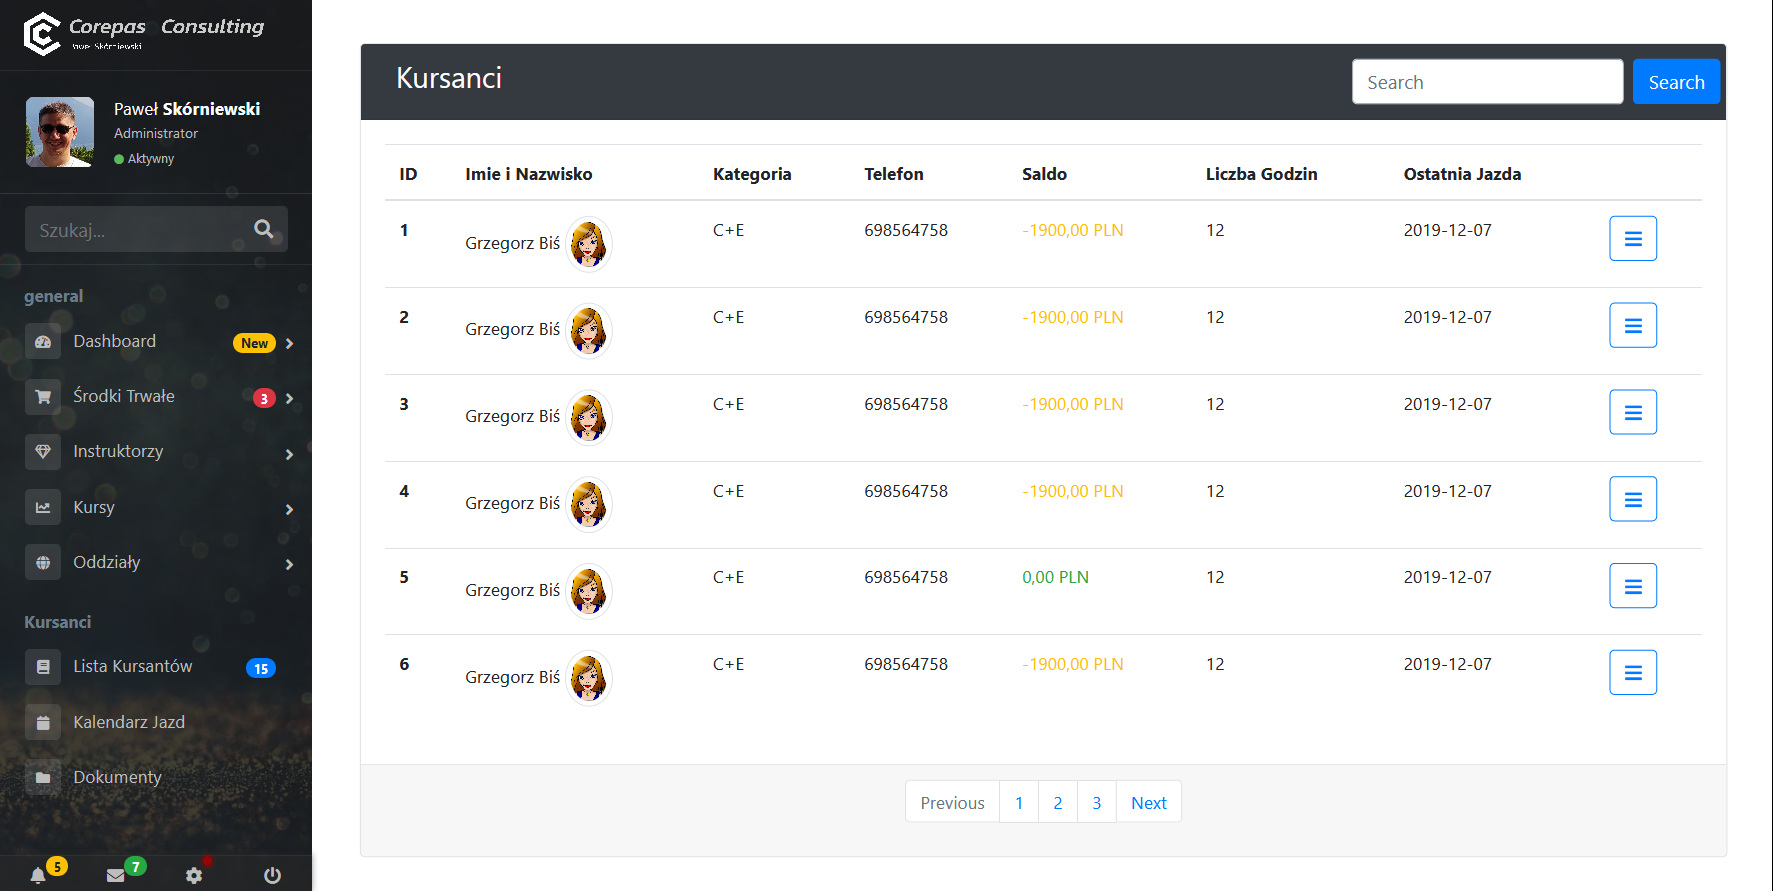 Corepas Consulting
Paweł Skórniewski
Paweł Skórniewski
Administrator
Aktywny
Szukaj...
general
Dashboard New
Środki Trwałe 3
Instruktorzy
Kursy
Oddziały
Kursanci
Lista Kursantów 15
Kalendarz Jazd
Dokumenty
5 7
Kursanci Search Search
ID Imie i Nazwisko Kategoria Telefon Saldo Liczba Godzin Ostatnia Jazda
1 Grzegorz Biś C+E 698564758 -1900,00 PLN 12 2019-12-07
2 Grzegorz Biś C+E 698564758 -1900,00 PLN 12 2019-12-07
3 Grzegorz Biś C+E 698564758 -1900,00 PLN 12 2019-12-07
4 Grzegorz Biś C+E 698564758 -1900,00 PLN 12 2019-12-07
5 Grzegorz Biś C+E 698564758 0,00 PLN 12 2019-12-07
6 Grzegorz Biś C+E 698564758 -1900,00 PLN 12 2019-12-07
Previous 1 2 3 Next